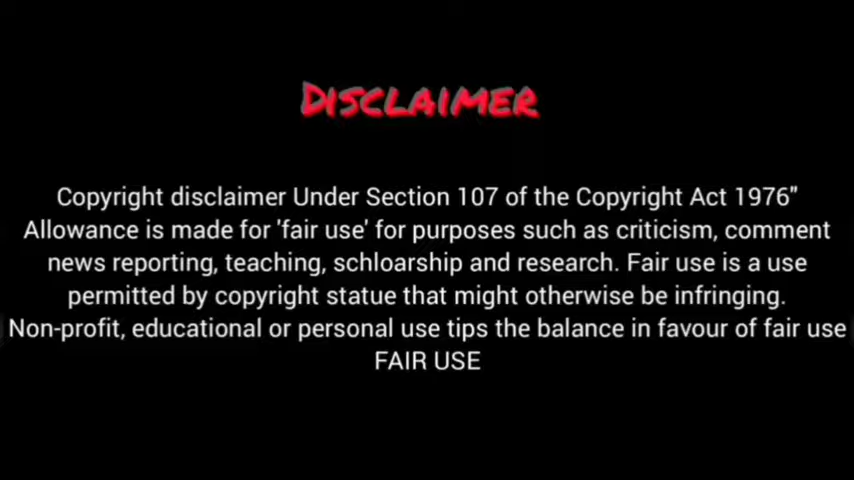 DISCLAIMER
Copyright disclaimer Under Section 107 of the Copyright Act 1976"
Allowance is made for 'fair use' for purposes such as criticism, comment
news reporting, teaching, schloarship and research. Fair use is a use
permitted by copyright statue that might otherwise be infringing.
Non-profit, educational or personal use tips the balance in favour of fair use
FAIR USE